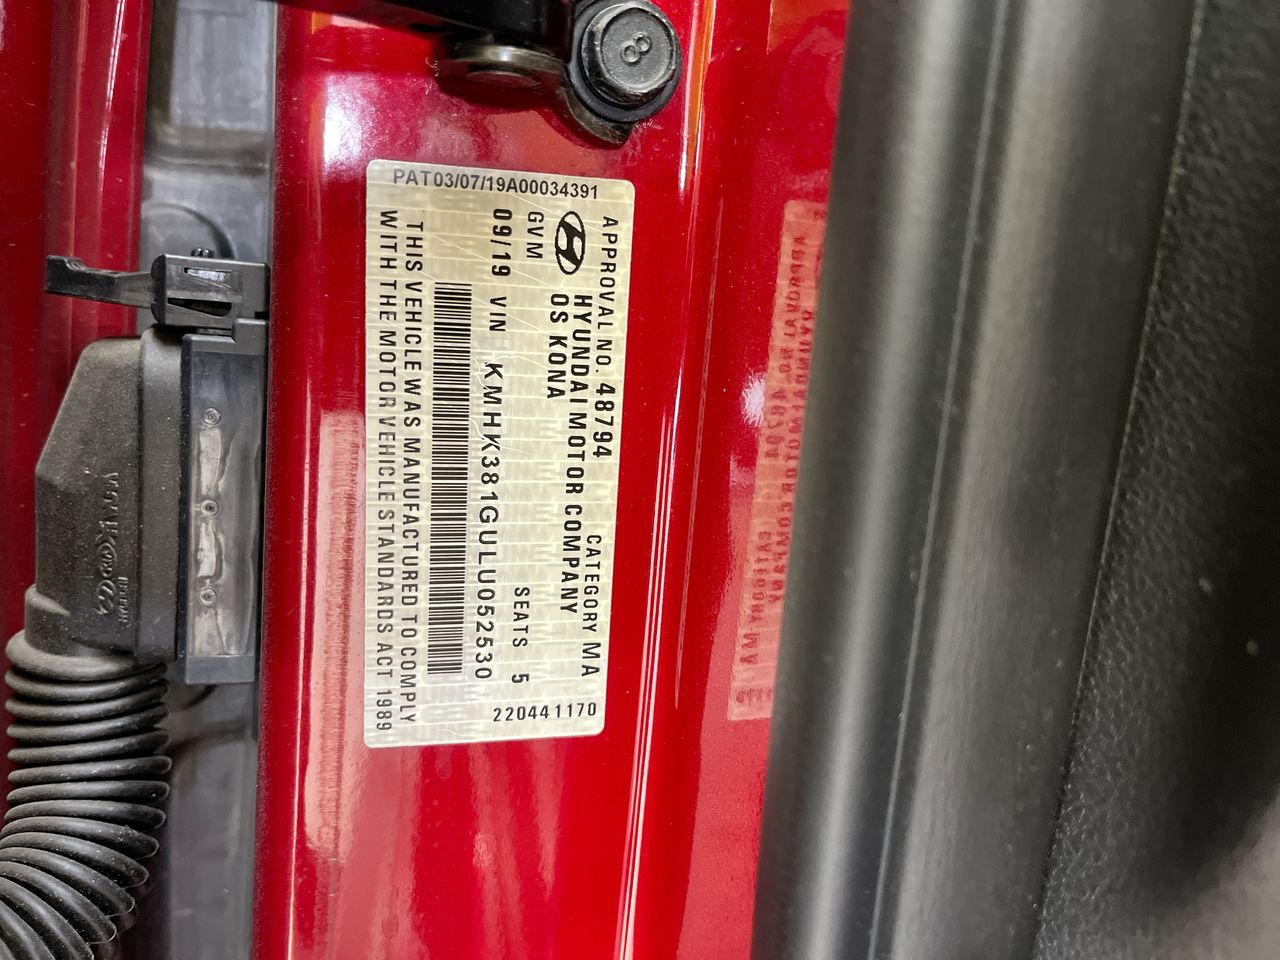 PAT03/07/19A00034391
APPROVAL NO. 48794 CATEGORY MA
HYUNDAI MOTOR COMPANY
OS KONA
GVM SEATS 5 220441170
09/19 VIN KMHK381GULU052530
THIS VEHICLE WAS MANUFACTURED TO COMPLY
WITH THE MOTOR VEHICLE STANDARDS ACT 1989
8